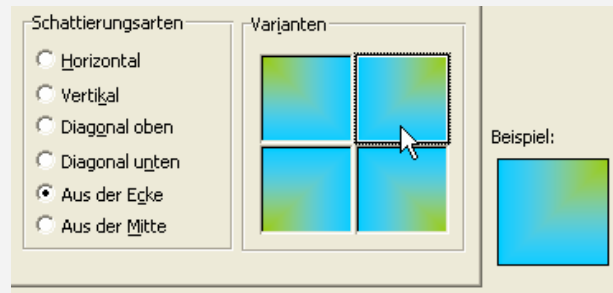 Schattierungsarten
Varianten
Horizontal
Vertikal
Diagonal oben
Diagonal unten
Aus der Ecke
Aus der Mitte
Beispiel: